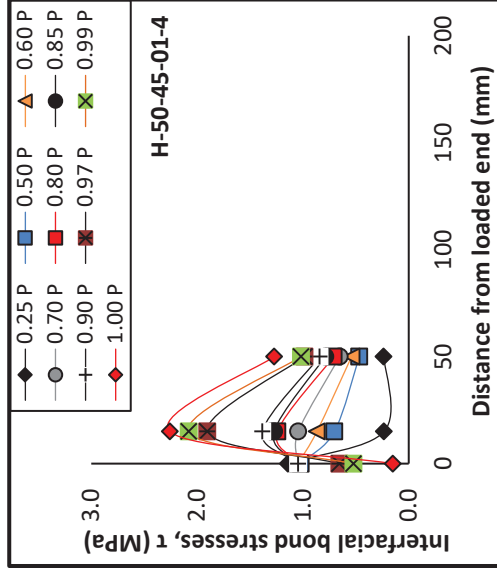 0.25 P 0.50 P 0.60 P
0.70 P 0.80 P 0.85 P
0.90 P 0.97 P 0.99 P
1.00 P
H-50-45-01-4
Interfacial bond stresses, τ (MPa)
3.0
2.0
1.0
0.0
0 50 100 150 200
Distance from loaded end (mm)